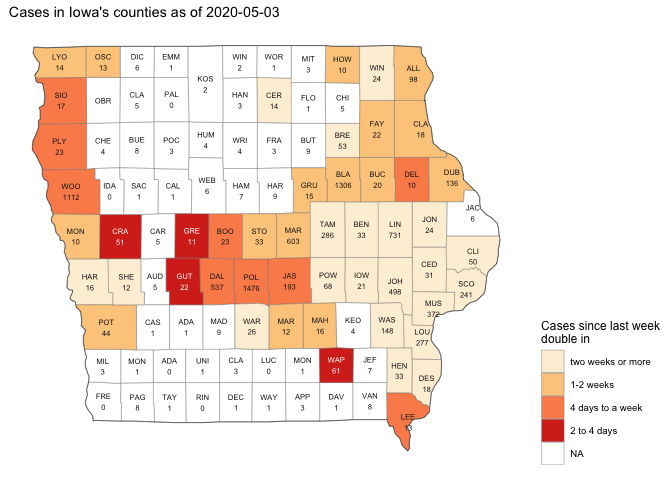 Cases in Iowa's counties as of 2020-05-03
LYO OSC DIC EMM WIN WOR MIT HOW WIN ALL
14 13 6 1 2 1 3 10 24 98
KOS
2
SIO OBR CLA PAL HAN CER FLO CHI
17 5 0 3 14 1 5
PLY CHE BUE POC HUM WRI FRA BUT BRE FAY CLA
23 4 8 3 4 4 3 9 53 22 18
WOO IDA SAC CAL WEB HAM HAR GRU BLA BUC DEL DUB
1112 0 1 1 6 7 9 15 1306 20 10 136
JAC
6
MON CRA CAR GRE BOO STO MAR TAM BEN LIN JON
10 51 5 11 23 33 603 286 33 731 24
CLI
50
HAR SHE AUD GUT DAL POL JAS POW IOW JOH CED SCO
16 12 5 22 537 1476 193 68 21 498 31 241
MUS
372
POT CAS ADA MAD WAR MAR MAH KEO WAS LOU
44 1 1 9 26 12 16 4 148 277
MIL MON ADA UNI CLA LUC MON WAP JEF HEN DES
3 1 0 1 3 0 1 61 7 33 18
FRE PAG TAY RIN DEC WAY APP DAV VAN LEE
0 8 1 0 1 1 3 1 8 13
Cases since last week
double in
two weeks or more
1-2 weeks
4 days to a week
2 to 4 days
NA